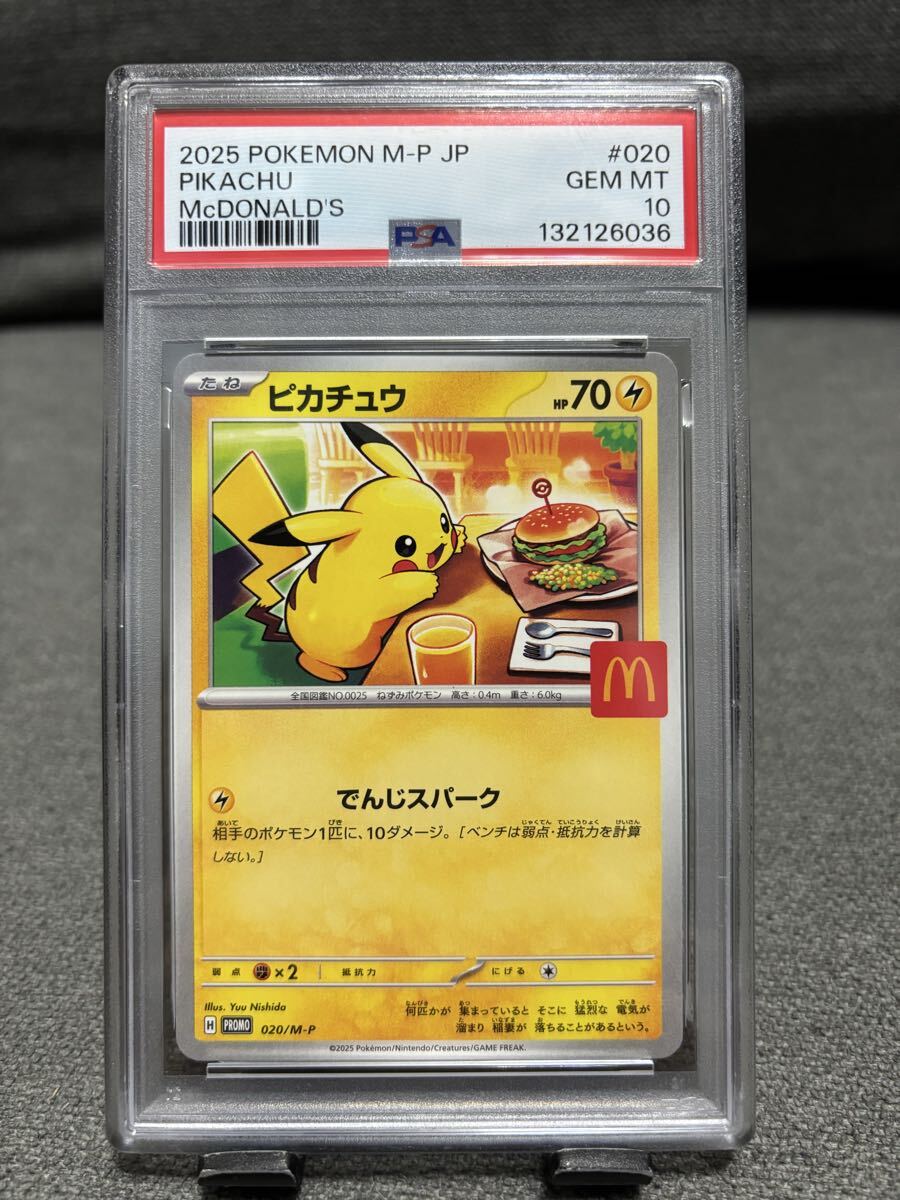 2025 POKEMON M-P JP #020
PIKACHU GEM MT
McDONALD'S 10
PSA 132126036
たね ピカチュウ HP70
M
全国図鑑NO.0025 ねずみポケモン 高さ:0.4m 重さ:6.0kg
でんじスパーク
相手のポケモン1匹に、10ダメージ。[ベンチは弱点・抵抗力を計算
しない。]
弱点 ×2 抵抗力 にげる
Illus. Yuu Nishida
何匹かが 集まっていると そこに 猛烈な 電気が
溜まり 稲妻が 落ちることがあるという。
H PROMO 020/M-P
©2025 Pokémon/Nintendo/Creatures/GAME FREAK.